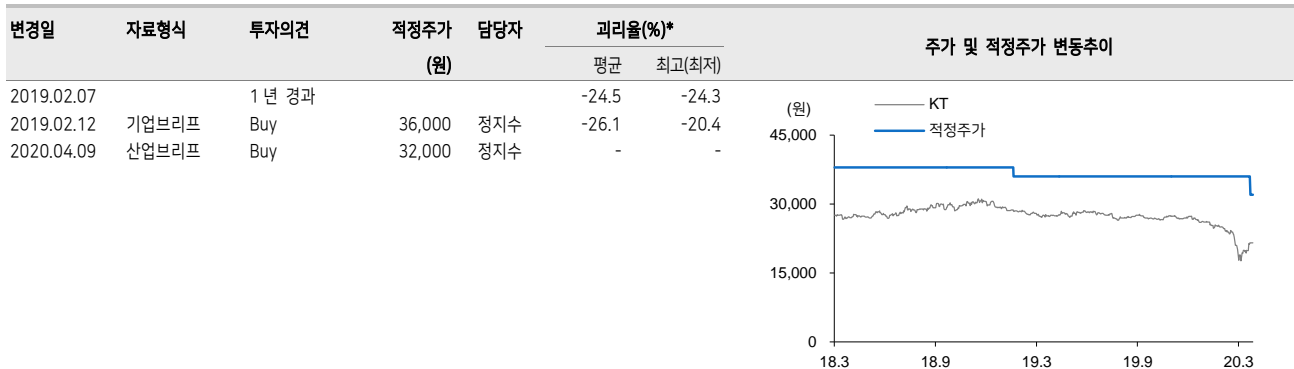 변경일 자료형식 투자의견 적정주가 담당자 괴리율(%)* 주가 및 적정주가 변동추이
(원) 평균 최고(최저)
2019.02.07 1년 경과 -24.5 -24.3
2019.02.12 기업브리프 Buy 36,000 정지수 -26.1 -20.4
2020.04.09 산업브리프 Buy 32,000 정지수 - -
(원)
KT
적정주가
45,000
30,000
15,000
0
18.3 18.9 19.3 19.9 20.3